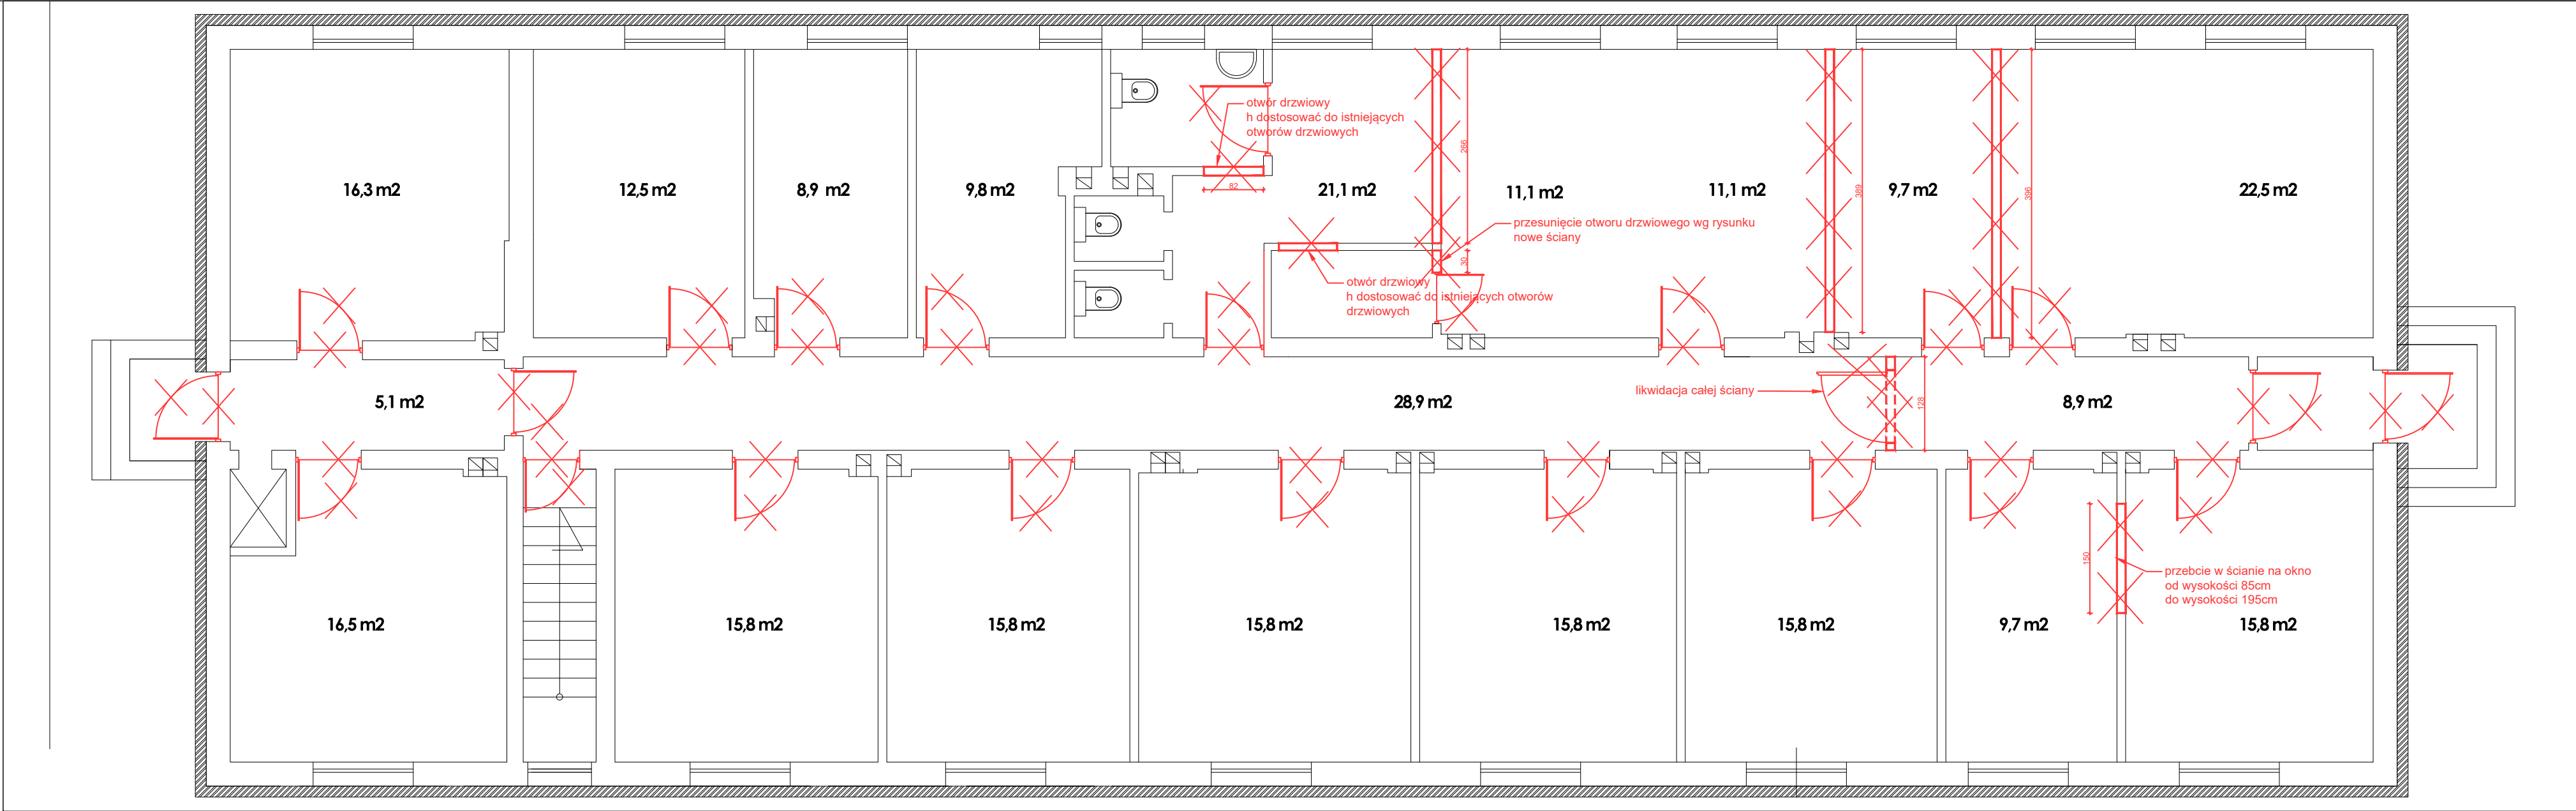 otwór drzwiowy
h dostosować do istniejących
otworów drzwiowych
266
82
389
396
16,3 m2
12,5 m2
8,9 m2
9,8 m2
21,1 m2
11,1 m2
11,1 m2
9,7 m2
22,5 m2
przesunięcie otworu drzwiowego wg rysunku
nowe ściany
30
otwór drzwiowy
h dostosować do istniejących otworów
drzwiowych
likwidacja całej ściany
128
5,1 m2
28,9 m2
8,9 m2
150
przebcie w ścianie na okno
od wysokości 85cm
do wysokości 195cm
16,5 m2
15,8 m2
15,8 m2
15,8 m2
15,8 m2
15,8 m2
9,7 m2
15,8 m2